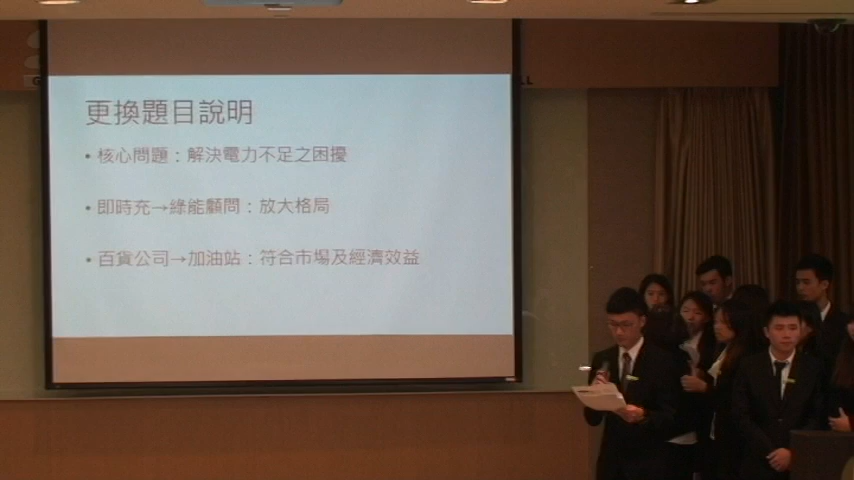 更換題目說明
• 核心問題：解決電力不足之困擾
• 即時充→綠能顧問：放大格局
• 百貨公司→加油站：符合市場及經濟效益